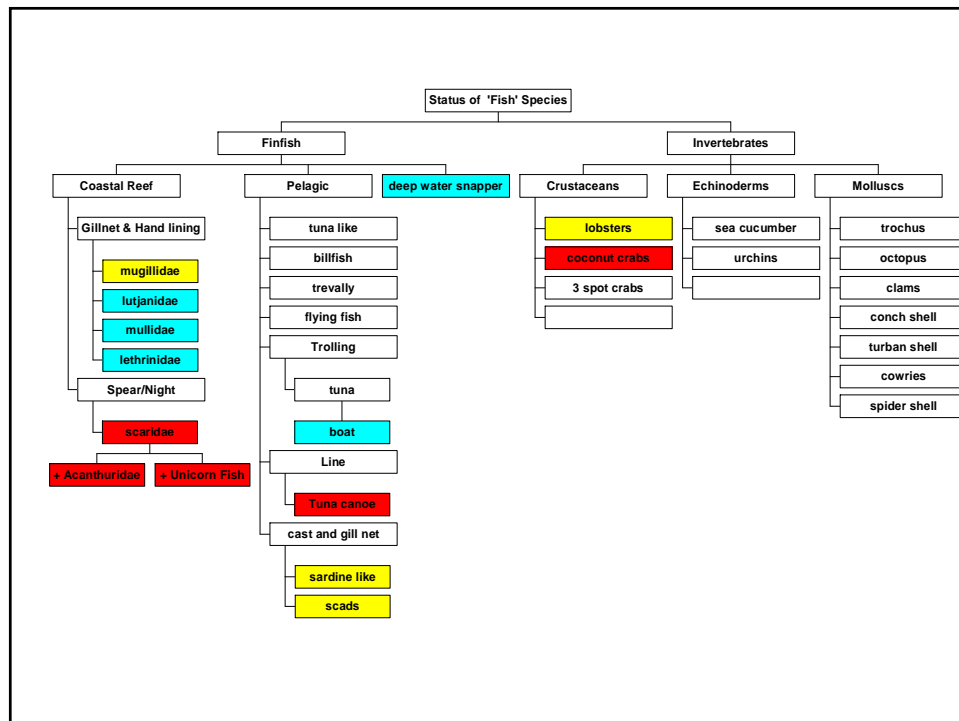 Status of 'Fish' Species
Finfish
Invertebrates
Coastal Reef
Pelagic
deep water snapper
Crustaceans
Echinoderms
Molluscs
Gillnet & Hand lining
mugillidae
lutjanidae
mullidae
lethrinidae
Spear/Night
scaridae
+ Acanthuridae
+ Unicorn Fish
tuna like
billfish
trevally
flying fish
Trolling
tuna
boat
Line
Tuna canoe
cast and gill net
sardine like
scads
lobsters
coconut crabs
3 spot crabs
sea cucumber
urchins
trochus
octopus
clams
conch shell
turban shell
cowries
spider shell